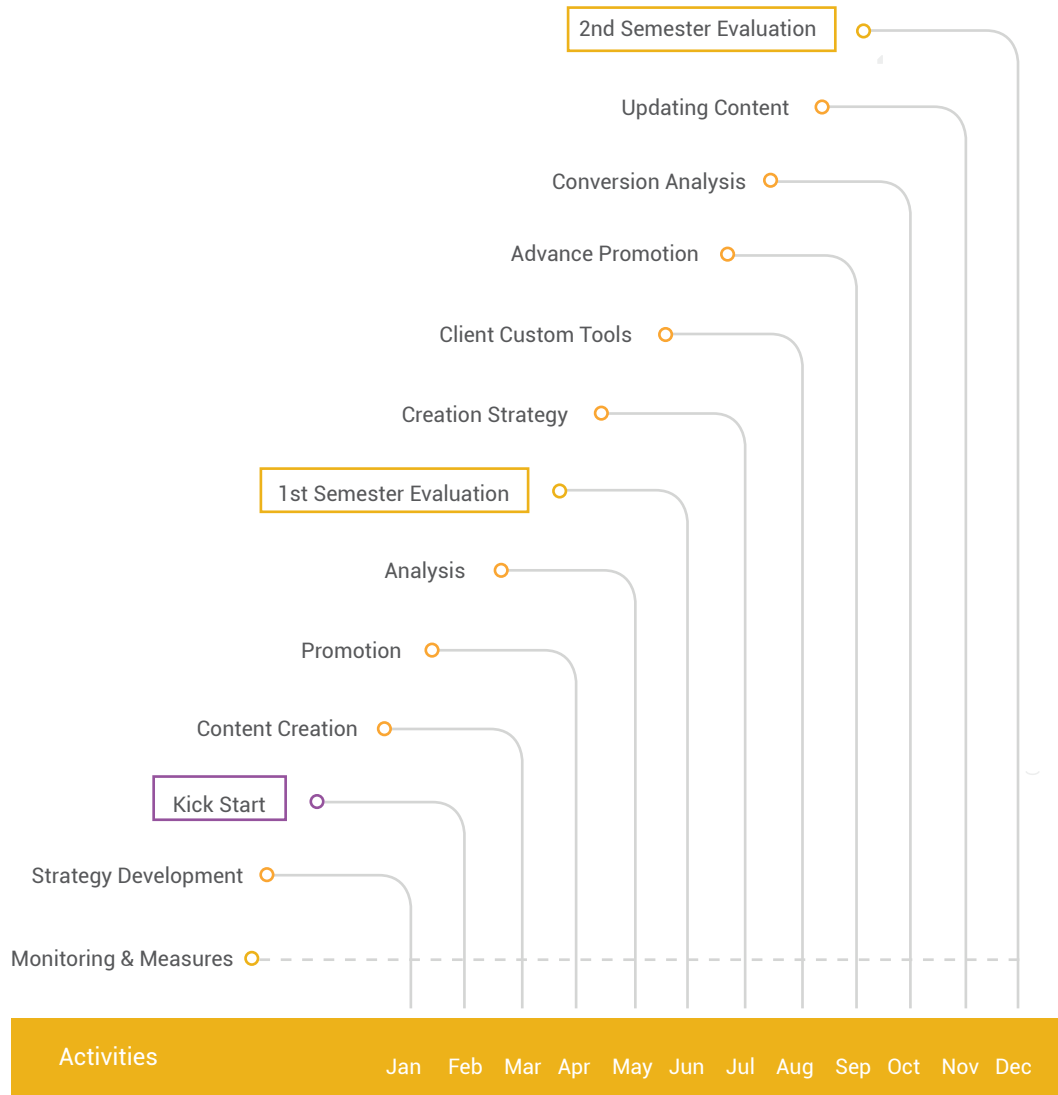 2nd Semester Evaluation
Updating Content
Conversion Analysis
Advance Promotion
Client Custom Tools
Creation Strategy
1st Semester Evaluation
Analysis
Promotion
Content Creation
Kick Start
Strategy Development
Monitoring & Measures
Activities
Jan Feb Mar Apr May Jun Jul Aug Sep Oct Nov Dec